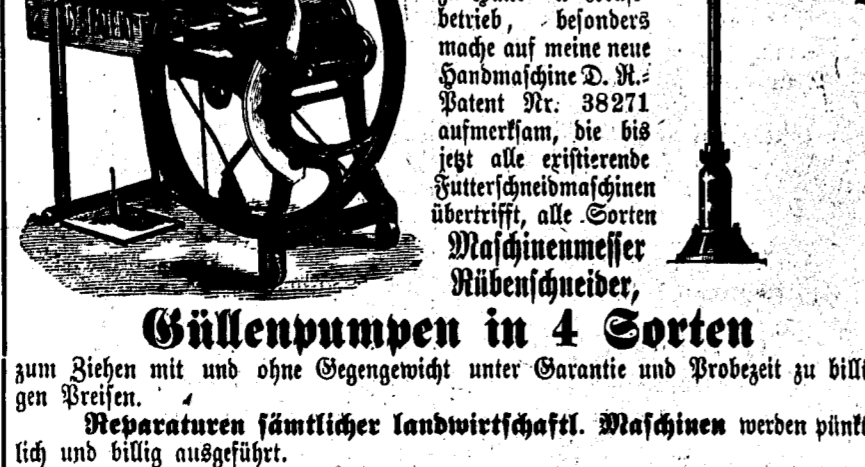 betrieb, besonders
mache auf meine neue
Handmaschine D. R.-
Patent Nr. 38271
aufmerksam, die bis
jetzt alle existierende
Futterschneidmaschinen
übertrifft, alle Sorten
Maschinenmesser
Rübenschneider,
Güllenpumpen in 4 Sorten
zum Ziehen mit und ohne Gegengewicht unter Garantie und Probezeit zu billi
gen Preisen.
Reparaturen sämtlicher landwirtschaftl. Maschinen werden pünkt
lich und billig ausgeführt.